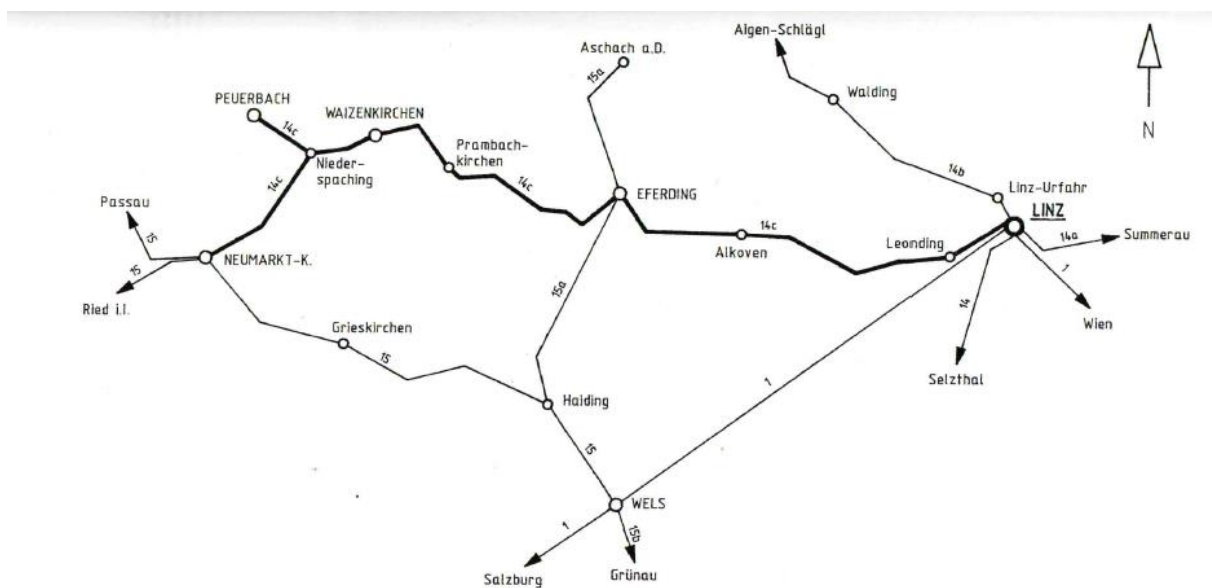 Aigen-Schlägl
Aschach a.D.
15a
Walding
N
PEUERBACH
14c
WAIZENKIRCHEN
Prambach-
kirchen
Nieder-
spaching
14c
14c
14b
Linz-Urfahr
LINZ
EFERDING
Passau
15
14c
Alkoven
Leonding
14a
Summerau
NEUMARKT-K.
15
Ried i.I.
15a
1
Wien
14
Grieskirchen
15
Selzthal
1
Haiding
15
WELS
1
15b
Salzburg
Grünau